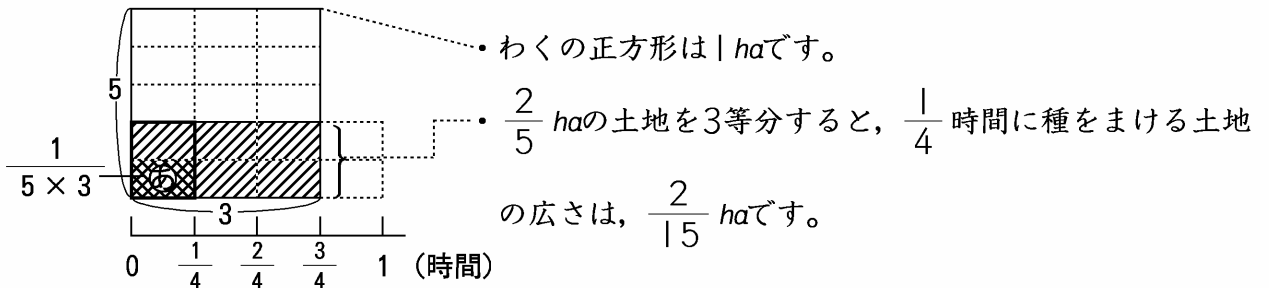 ・わくの正方形は1haです。
5
・2/5 haの土地を3等分すると，1/4時間に種をまける土地
1/(5×3)
あ
の広さは，2/15 haです。
3
0 1/4 2/4 3/4 1 (時間)